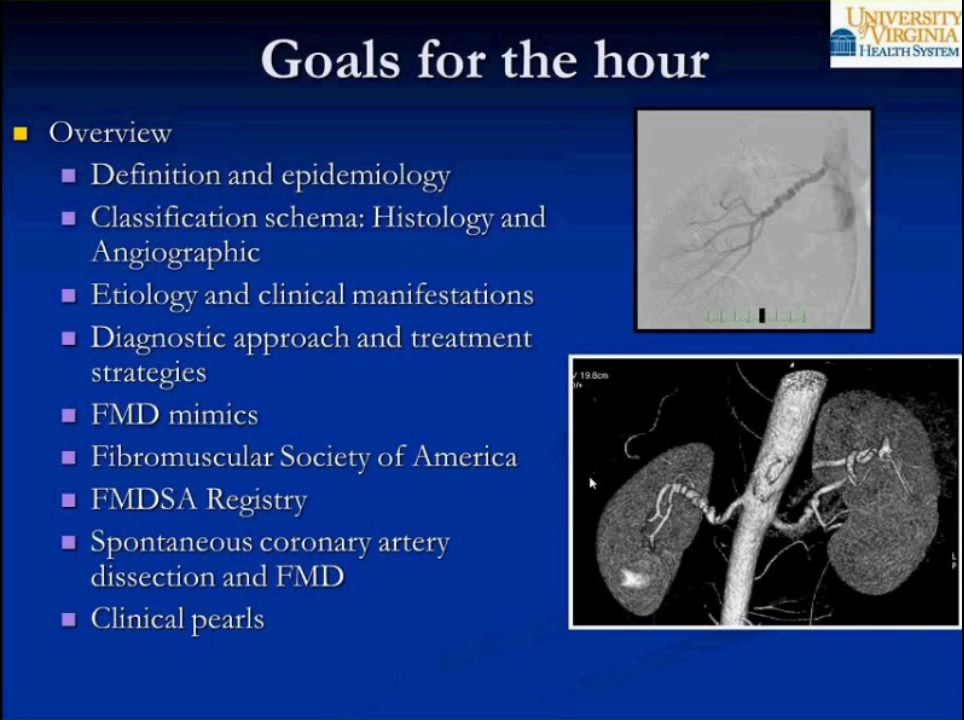 UNIVERSITY
of VIRGINIA
HEALTH SYSTEM
Goals for the hour
Overview
Definition and epidemiology
Classification schema: Histology and
Angiographic
Etiology and clinical manifestations
Diagnostic approach and treatment
strategies
FMD mimics
Fibromuscular Society of America
FMDSA Registry
Spontaneous coronary artery
dissection and FMD
Clinical pearls
19.8cm